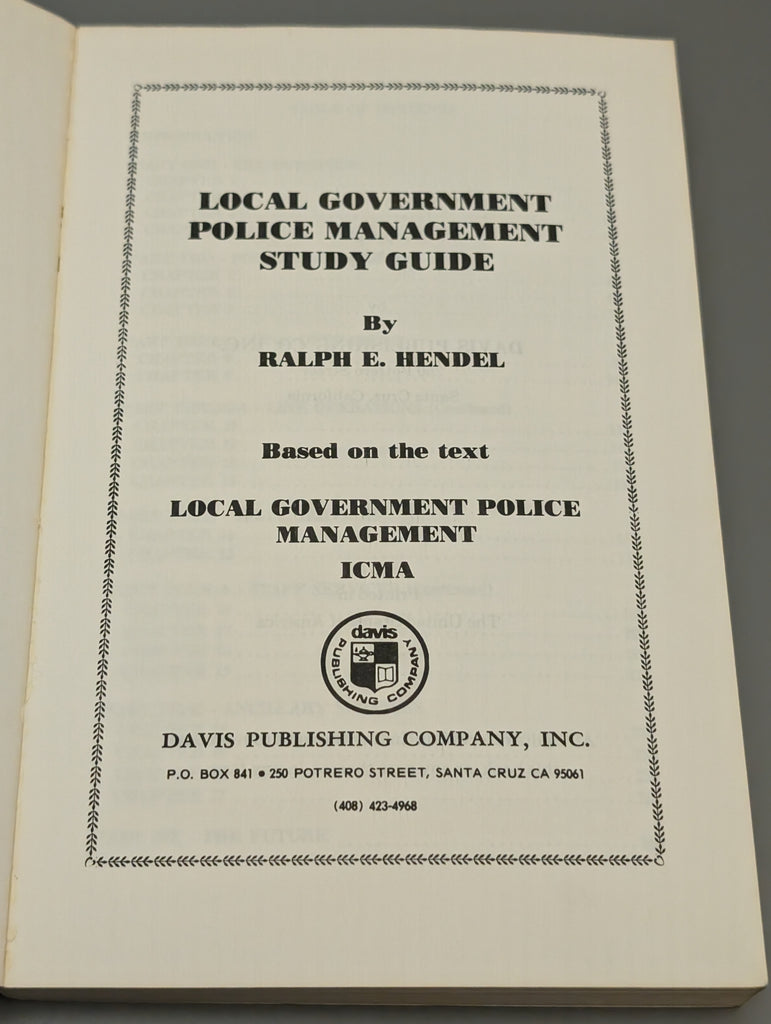 LOCAL GOVERNMENT
POLICE MANAGEMENT
STUDY GUIDE
By
RALPH E. HENDEL
Based on the text
LOCAL GOVERNMENT POLICE
MANAGEMENT
ICMA
davis
PUBLISHING COMPANY
DAVIS PUBLISHING COMPANY, INC.
P.O. BOX 841 • 250 POTRERO STREET, SANTA CRUZ CA 95061
(408) 423-4968